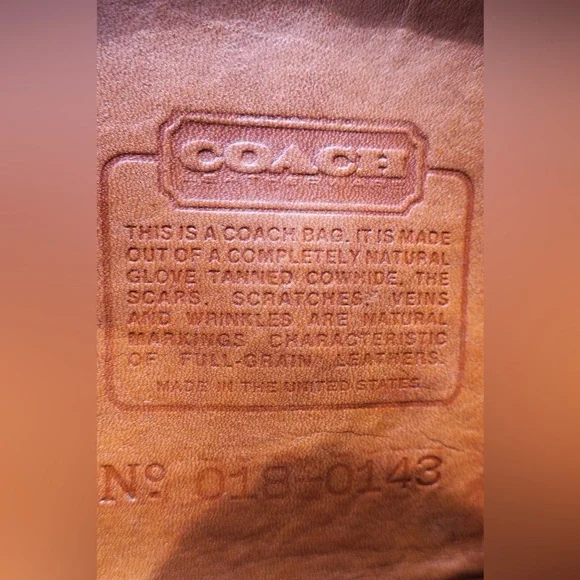 COACH
THIS IS A COACH BAG. IT IS MADE
OUT OF A COMPLETELY NATURAL
GLOVE TANNED COWHIDE, THE
SCARS, SCRATCHES, VEINS
AND WRINKLES ARE NATURAL
MARKINGS CHARACTERISTIC
OF FULL-GRAIN LEATHERS.
MADE IN THE UNITED STATES
Nº 018-0143